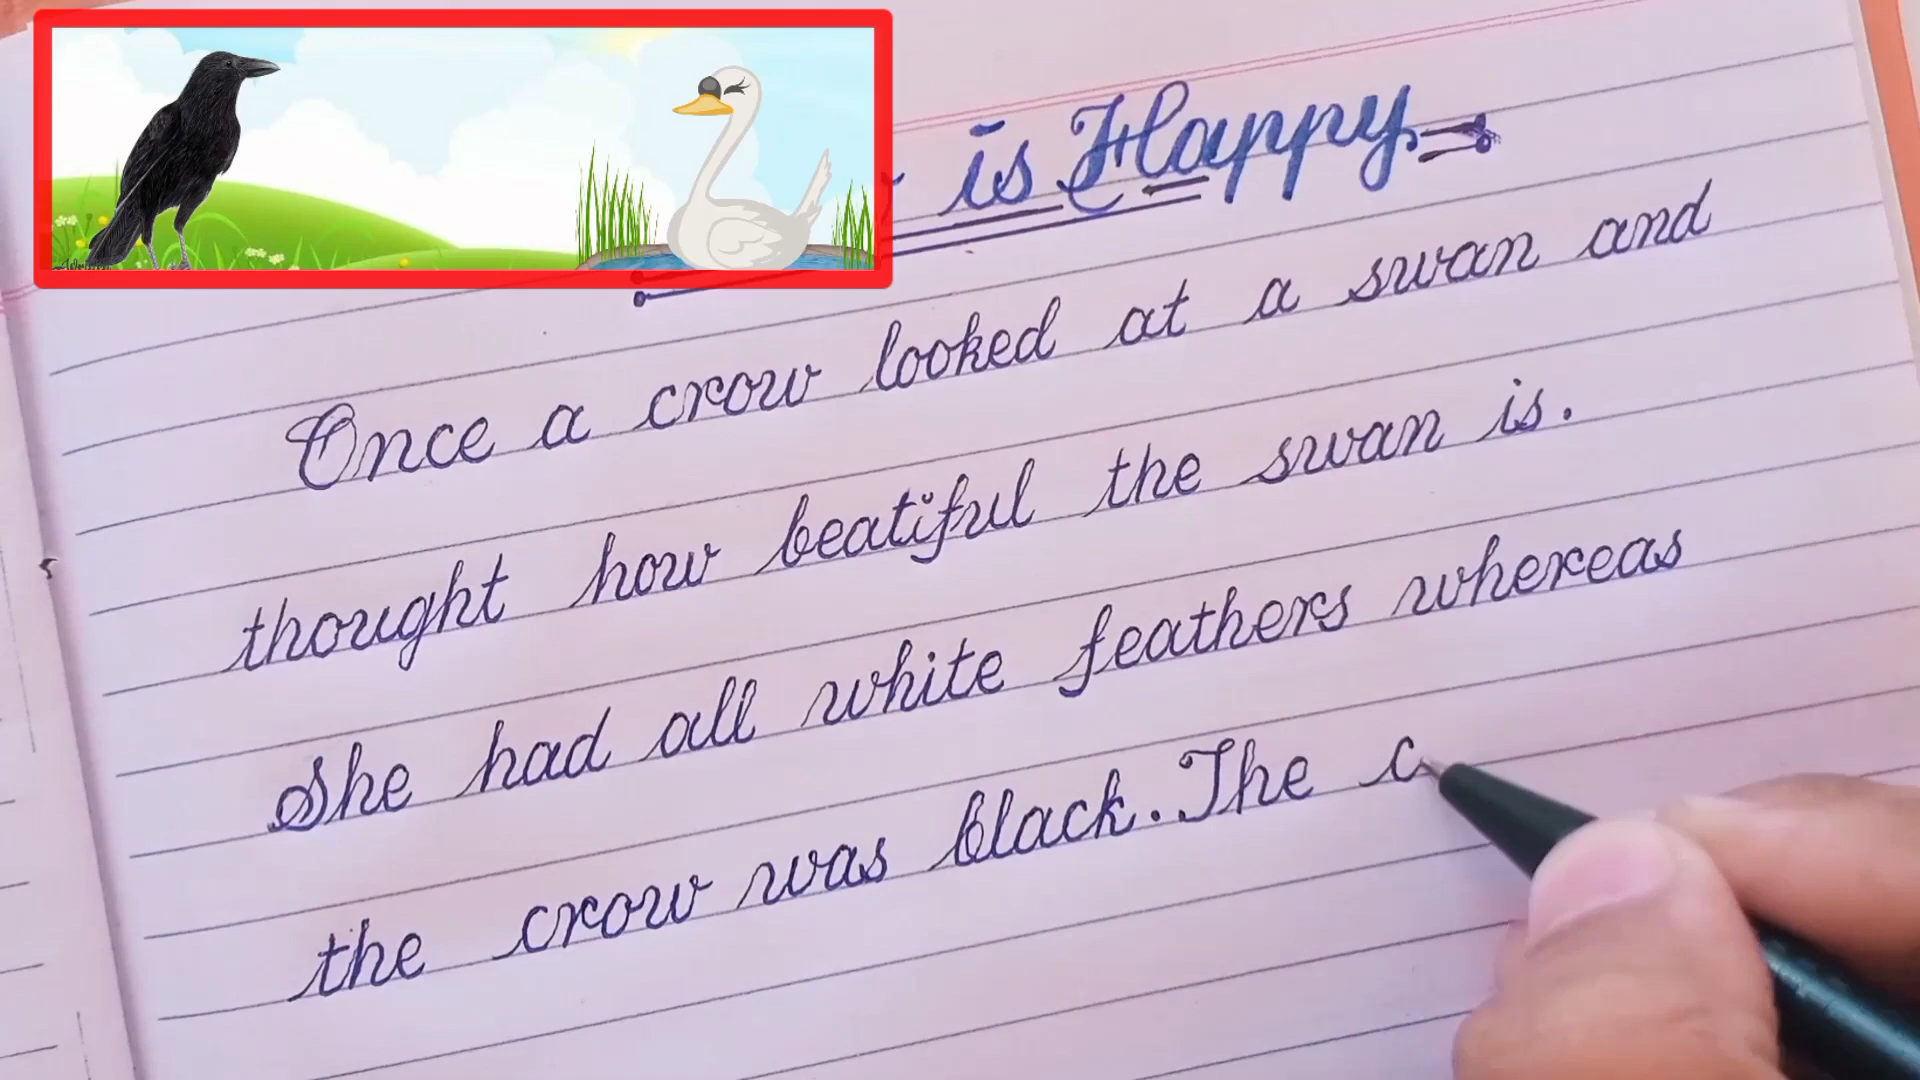 is Happy
Once a crow looked at a swan and
thought how beatiful the swan is.
She had all white feathers whereas
the crow was black. The c